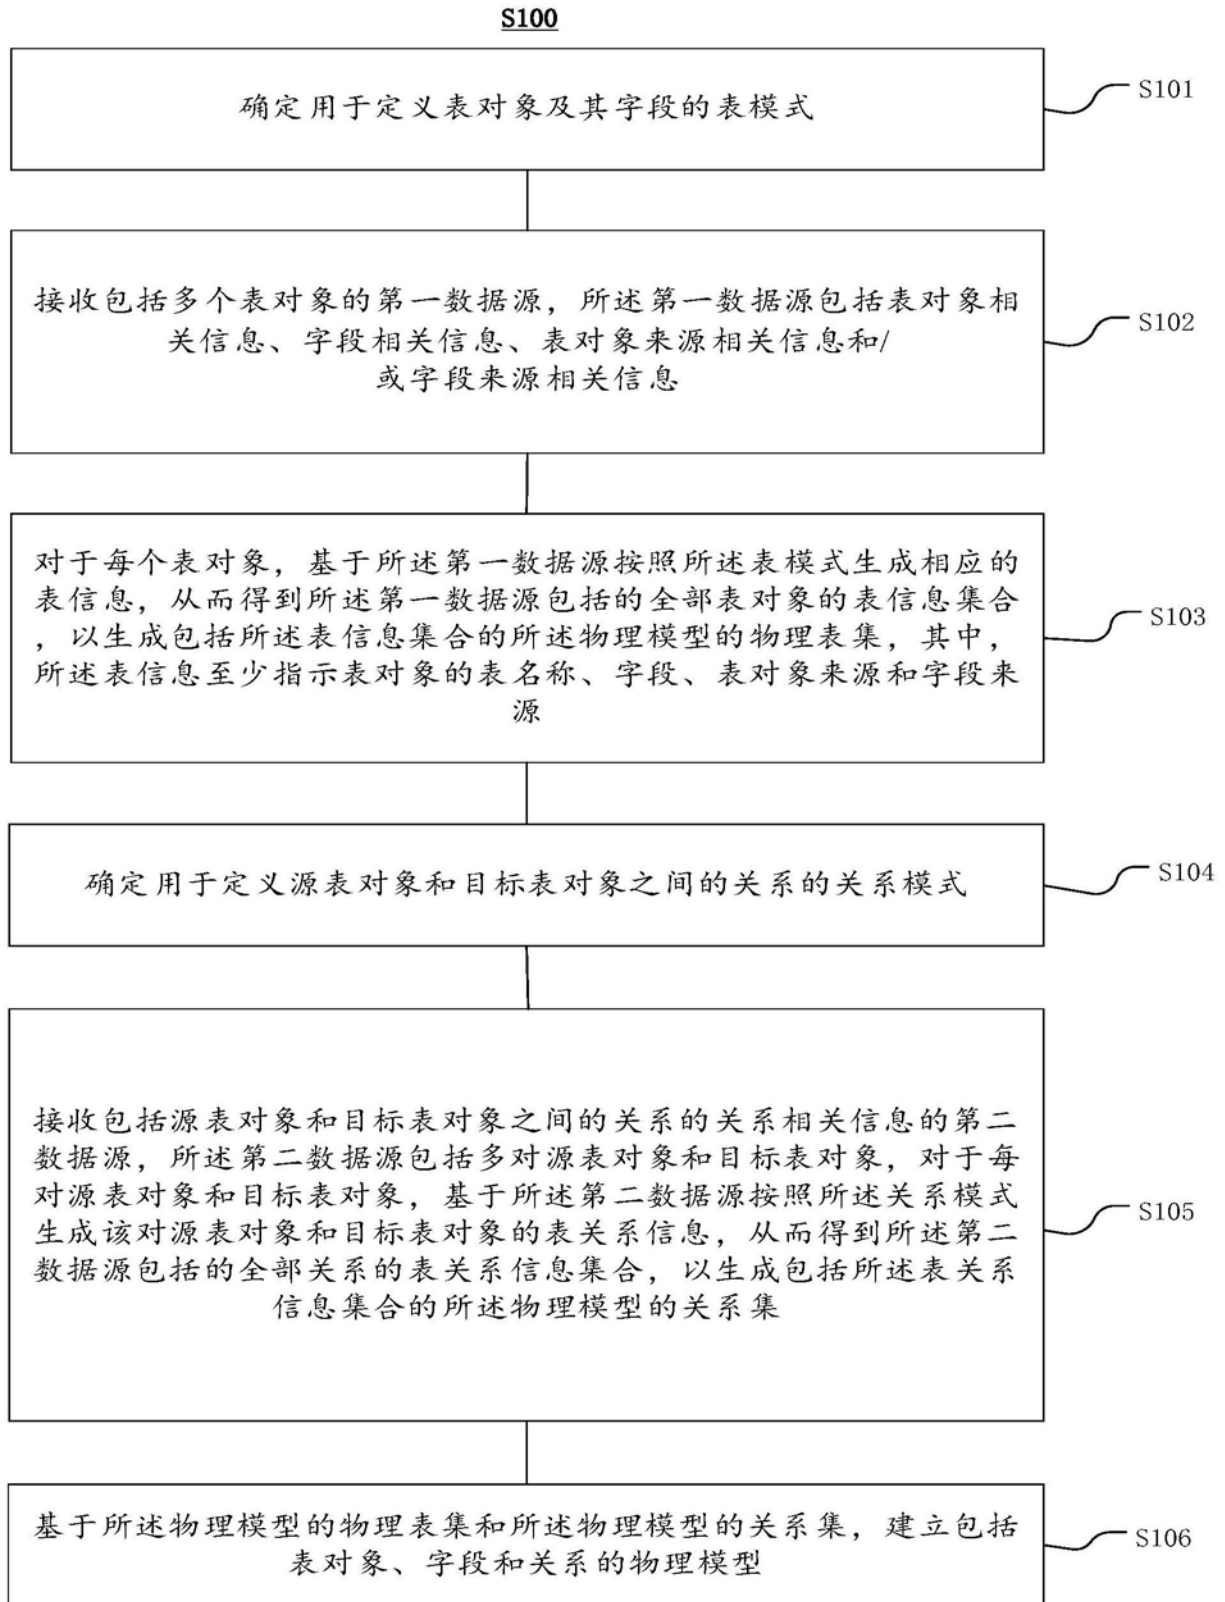 S100
确定用于定义表对象及其字段的表模式
S101
接收包括多个表对象的第一数据源，所述第一数据源包括表对象相
关信息、字段相关信息、表对象来源相关信息和/
或字段来源相关信息
S102
对于每个表对象，基于所述第一数据源按照所述表模式生成相应的
表信息，从而得到所述第一数据源包括的全部表对象的表信息集合
，以生成包括所述表信息集合的所述物理模型的物理表集，其中，
所述表信息至少指示表对象的表名称、字段、表对象来源和字段来
源
S103
确定用于定义源表对象和目标表对象之间的关系的关系模式
S104
接收包括源表对象和目标表对象之间的关系的关系相关信息的第二
数据源，所述第二数据源包括多对源表对象和目标表对象，对于每
对源表对象和目标表对象，基于所述第二数据源按照所述关系模式
生成该对源表对象和目标表对象的表关系信息，从而得到所述第二
数据源包括的全部关系的表关系信息集合，以生成包括所述表关系
信息集合的所述物理模型的关系集
S105
基于所述物理模型的物理表集和所述物理模型的关系集，建立包括
表对象、字段和关系的物理模型
S106